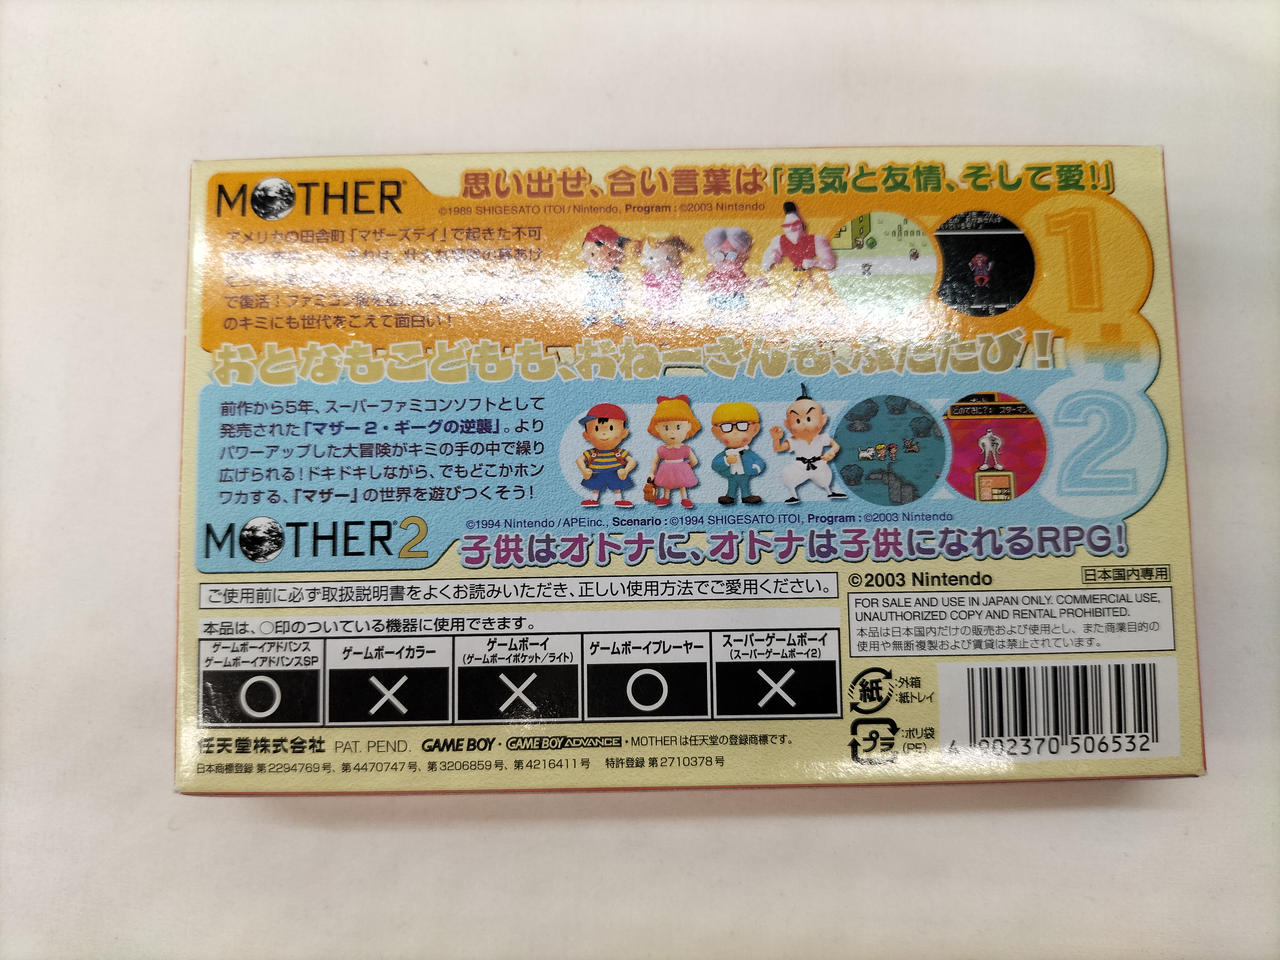 MOTHER®
思い出せ、合い言葉は「勇気と友情、そして愛!」
©1989 SHIGESATO ITOI / Nintendo, Program : ©2003 Nintendo
アメリカの田舎町「マザーズデイ」で起きた不可
で復活!ファミコン版を
のキミにも世代をこえて面白い!
1+2
おとなもこどもも、おねーさんも、ふたたび!
前作から5年、スーパーファミコンソフトとして
発売された「マザー2・ギーグの逆襲」。より
パワーアップした大冒険がキミの手の中で繰り
広げられる!ドキドキしながら、でもどこかホン
ワカする、「マザー」の世界を遊びつくそう!
どのてきに?: スターマン
©1994 Nintendo / APEinc., Scenario : ©1994 SHIGESATO ITOI, Program : ©2003 Nintendo
MOTHER®2
子供はオトナに、オトナは子供になれるRPG!
ご使用前に必ず取扱説明書をよくお読みいただき、正しい使用方法でご愛用ください。
©2003 Nintendo
日本国内専用
FOR SALE AND USE IN JAPAN ONLY. COMMERCIAL USE,
UNAUTHORIZED COPY AND RENTAL PROHIBITED.
本品は日本国内だけの販売および使用とし、また商業目的の
使用や無断複製および賃貸は禁止されています。
本品は、○印のついている機器に使用できます。
ゲームボーイアドバンス
ゲームボーイアドバンスSP
ゲームボーイカラー
ゲームボーイ
(ゲームボーイポケット/ライト)
ゲームボーイプレーヤー
スーパーゲームボーイ
(スーパーゲームボーイ2)
○ × × ○ ×
紙 :外箱
:紙トレイ
プラ :ポリ袋
(PE)
4 902370 506532
任天堂株式会社 PAT. PEND. GAME BOY・GAME BOY ADVANCE・MOTHERは任天堂の登録商標です。
日本商標登録 第2294769号、第4470747号、第3206859号、第4216411号 特許登録 第2710378号